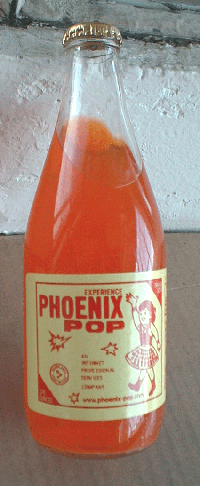 EXPERIENCE
PHOENIX
POP
AN
INTERNET
PROFESSIONAL
SERVICES
COMPANY
www.phoenix-pop.com